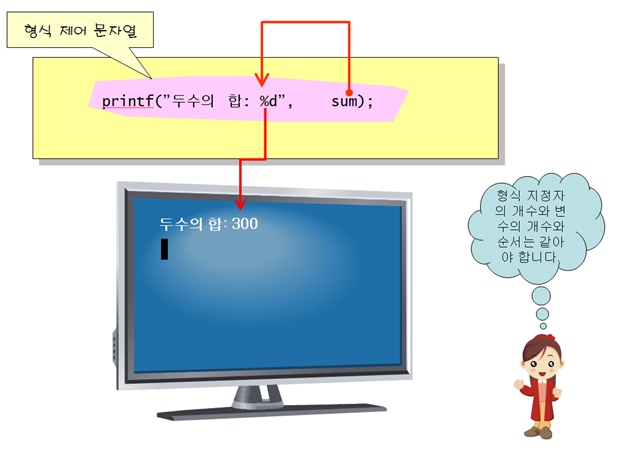 형식 제어 문자열
printf(”두수의 합: %d”, sum);
두수의 합: 300
형식 지정자
의 개수와 변
수의 개수와
순서는 같아
야 합니다.